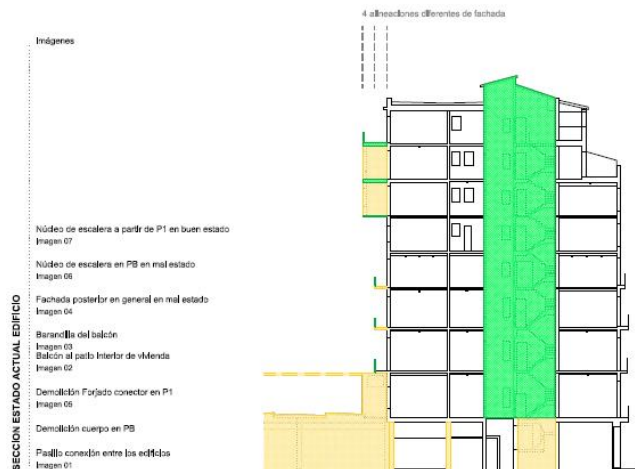 4 alineaciones diferentes de fachada
Imágenes
Núcleo de escalera a partir de P1 en buen estado
Imagen 07
Núcleo de escalera en PB en mal estado
Imagen 06
Fachada posterior en general en mal estado
Imagen 04
Barandilla del balcón
Imagen 03
Balcón al patio interior de vivienda
Imagen 02
Demolición Forjado conector en P1
Imagen 05
Demolición cuerpo en PB
Pasillo conexión entre los edificios
Imagen 01
SECCIÓN ESTADO ACTUAL EDIFICIO